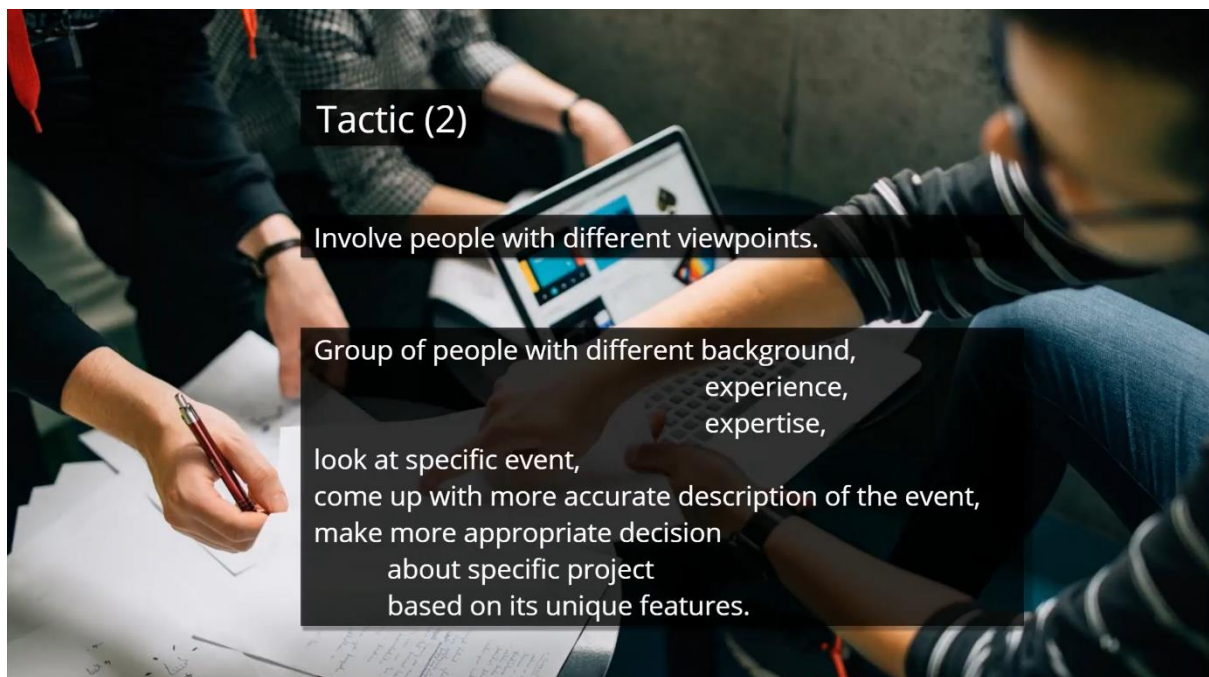 Tactic (2)
Involve people with different viewpoints.
Group of people with different background,
experience,
expertise,
look at specific event,
come up with more accurate description of the event,
make more appropriate decision
about specific project
based on its unique features.